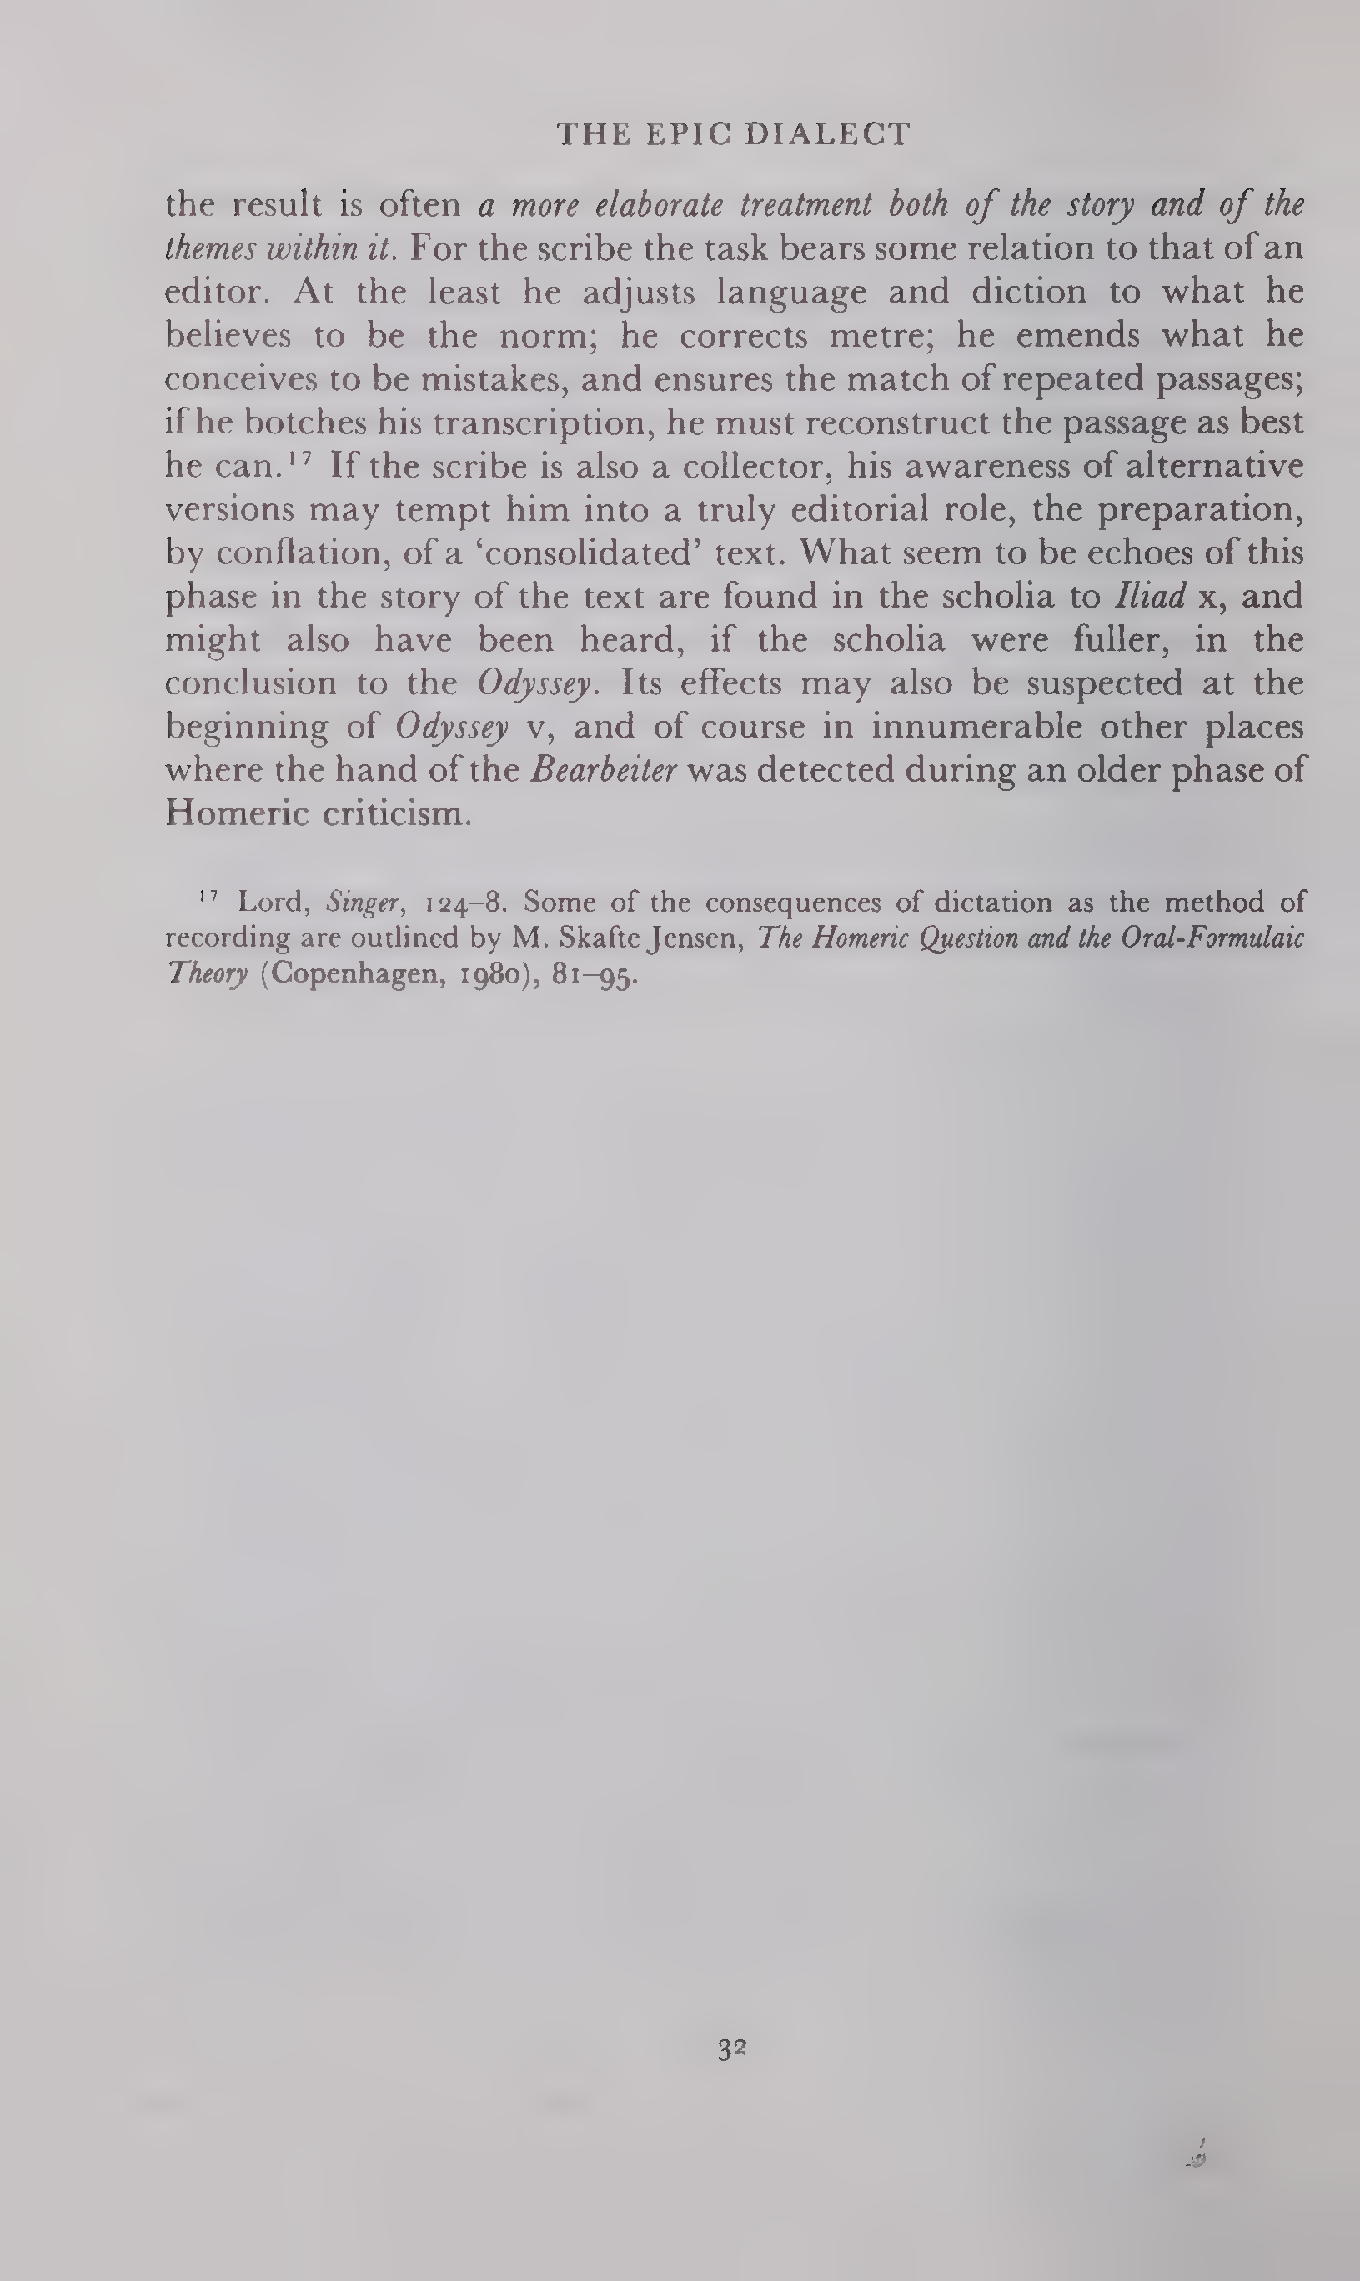 THE EPIC DIALECT
the result is often a more elaborate treatment both of the story and of the
themes within it. For the scribe the task bears some relation to that of an
editor. At the least he adjusts language and diction to what he
believes to be the norm; he corrects metre; he emends what he
conceives to be mistakes, and ensures the match of repeated passages;
if he botches his transcription, he must reconstruct the passage as best
he can.¹⁷ If the scribe is also a collector, his awareness of alternative
versions may tempt him into a truly editorial role, the preparation,
by conflation, of a ‘consolidated’ text. What seem to be echoes of this
phase in the story of the text are found in the scholia to Iliad x, and
might also have been heard, if the scholia were fuller, in the
conclusion to the Odyssey. Its effects may also be suspected at the
beginning of Odyssey v, and of course in innumerable other places
where the hand of the Bearbeiter was detected during an older phase of
Homeric criticism.
¹⁷ Lord, Singer, 124–8. Some of the consequences of dictation as the method of
recording are outlined by M. Skafte Jensen, The Homeric Question and the Oral-Formulaic
Theory (Copenhagen, 1980), 81–95.
32